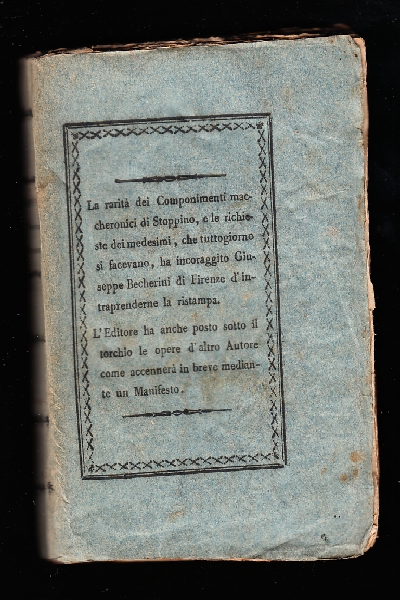 La rarità dei Componimenti mac-
cheronici di Stoppino, e le richie-
ste dei medesimi, che tuttogiorno
si facevano, ha incoraggito Giu-
seppe Becherini di Firenze d'in-
traprenderne la ristampa.
L'Editore ha anche posto sotto il
torchio le opere d'altro Autore
come accennerà in breve median-
te un Manifesto.